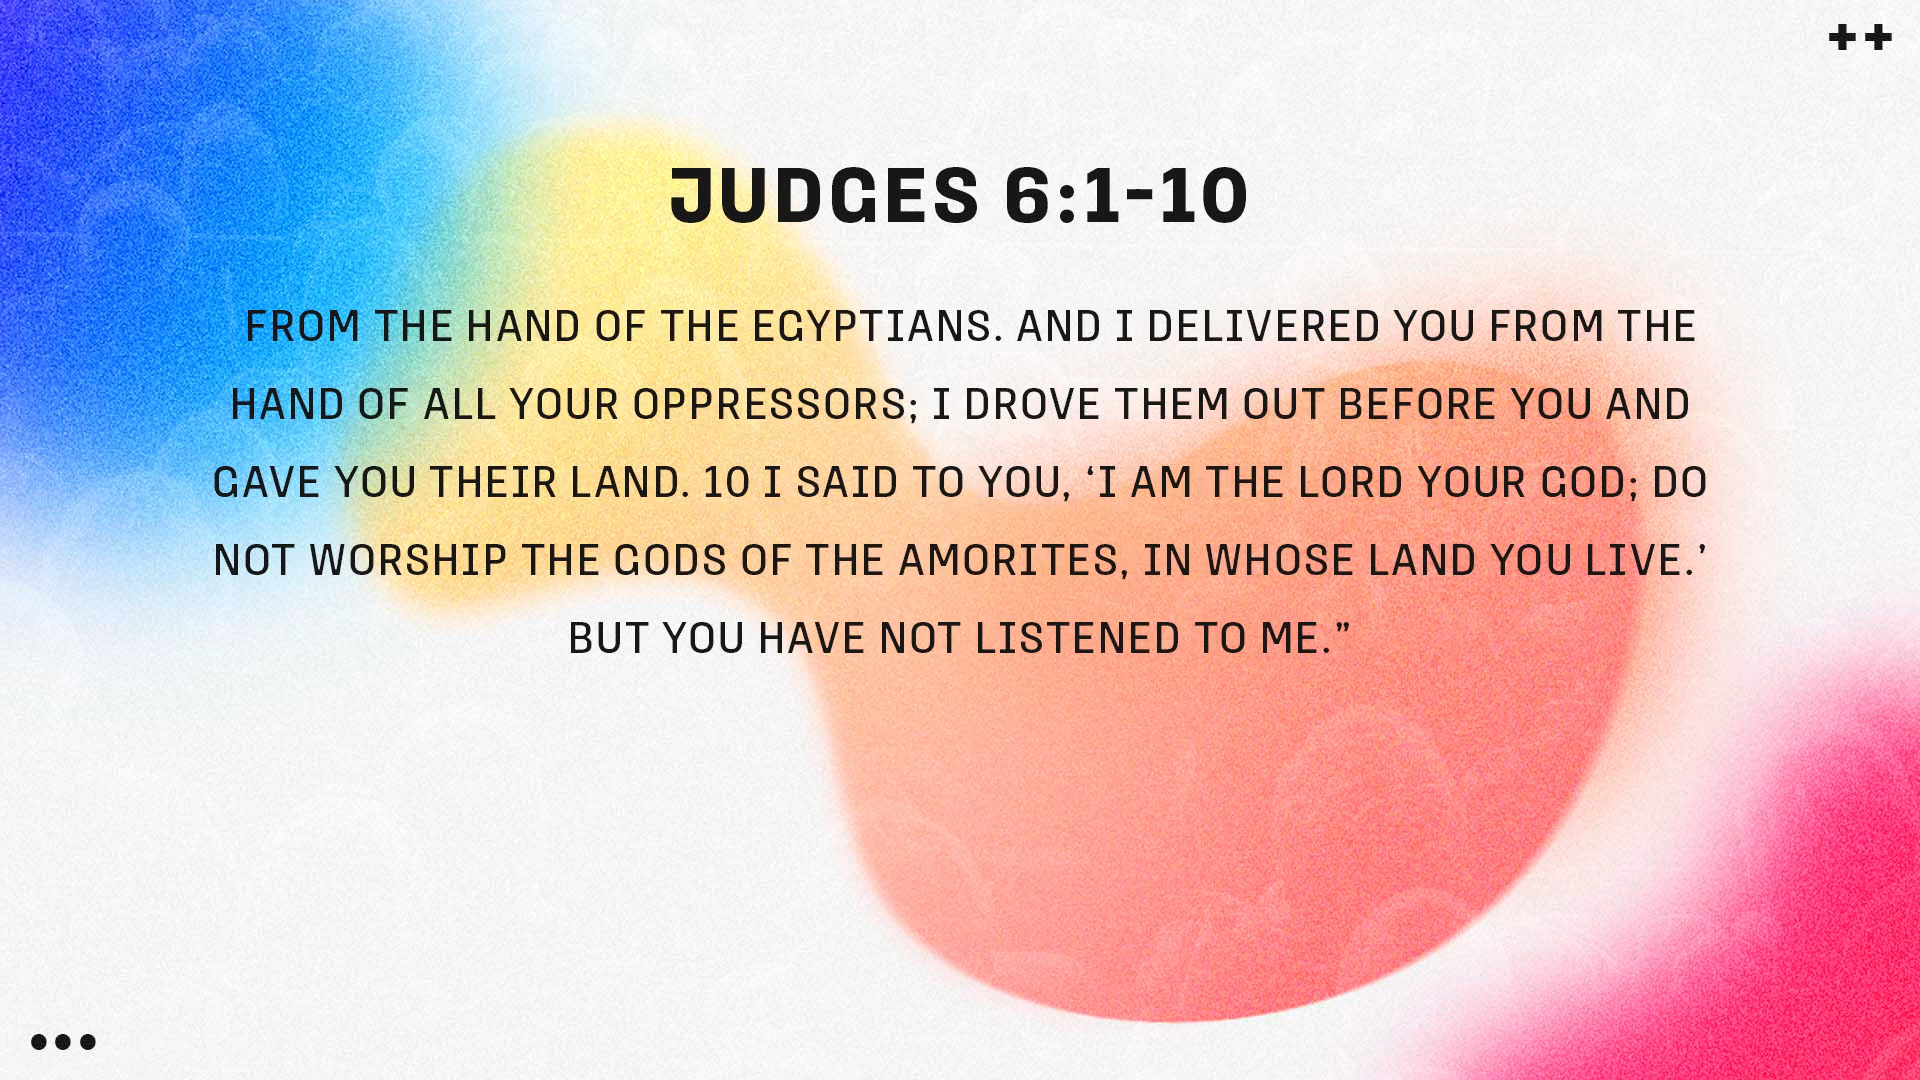 ++
JUDGES 6:1-10
FROM THE HAND OF THE EGYPTIANS. AND I DELIVERED YOU FROM THE
HAND OF ALL YOUR OPPRESSORS; I DROVE THEM OUT BEFORE YOU AND
GAVE YOU THEIR LAND. 10 I SAID TO YOU, ‘I AM THE LORD YOUR GOD; DO
NOT WORSHIP THE GODS OF THE AMORITES, IN WHOSE LAND YOU LIVE.’
BUT YOU HAVE NOT LISTENED TO ME.”